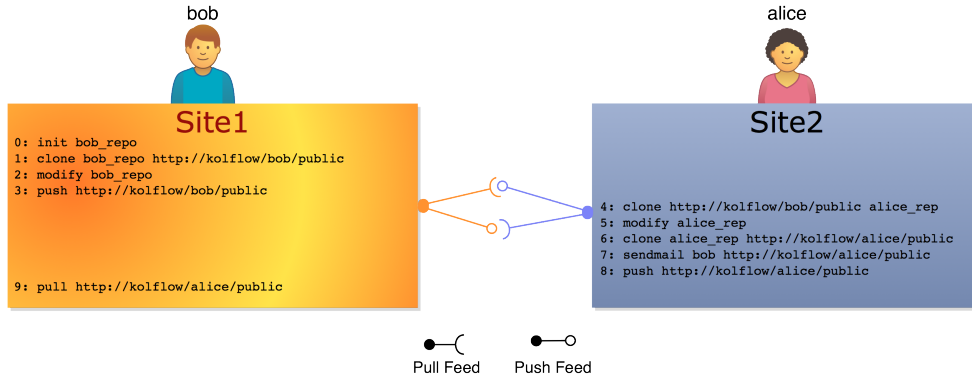 bob
alice
Site1
0: init bob_repo
1: clone bob_repo http://kolflow/bob/public
2: modify bob_repo
3: push http://kolflow/bob/public
9: pull http://kolflow/alice/public
Site2
4: clone http://kolflow/bob/public alice_rep
5: modify alice_rep
6: clone alice_rep http://kolflow/alice/public
7: sendmail bob http://kolflow/alice/public
8: push http://kolflow/alice/public
Pull Feed
Push Feed